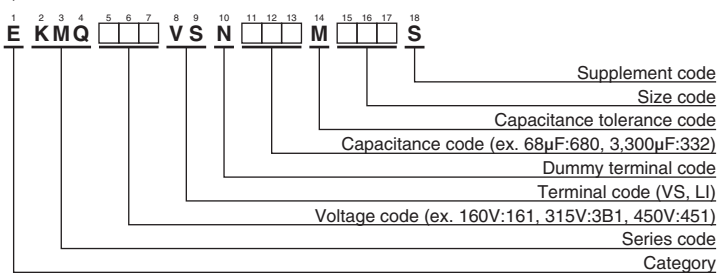 1 2 3 4 5 6 7 8 9 10 11 12 13 14 15 16 17 18
E KMQ □□□ VS N □□□ M □□□ S
Supplement code
Size code
Capacitance tolerance code
Capacitance code (ex. 68µF:680, 3,300µF:332)
Dummy terminal code
Terminal code (VS, LI)
Voltage code (ex. 160V:161, 315V:3B1, 450V:451)
Series code
Category